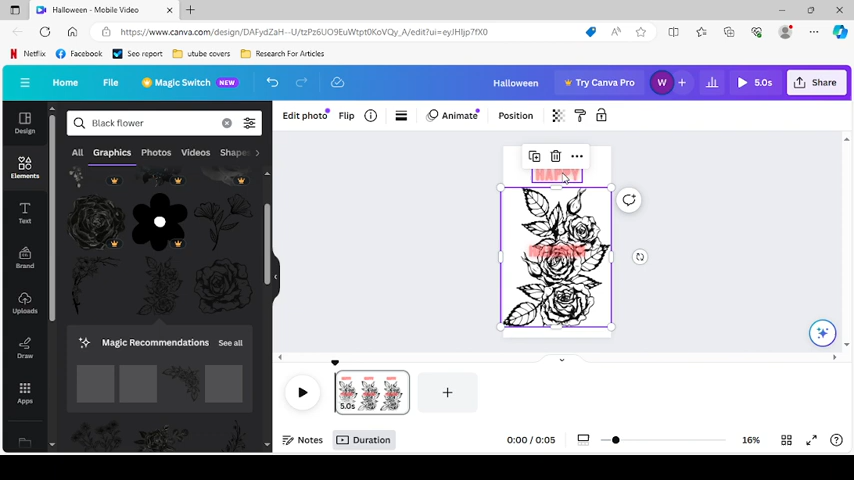 Halloween - Mobile Video
https://www.canva.com/design/DAFydZaH--U/tzPz6UO9EuWtpt0KoVQy_A/edit?ui=eyJHIjp7fX0
Netflix Facebook Seo report utube covers Research For Articles
Home File Magic Switch NEW Halloween Try Canva Pro W 5.0s Share
Design
Elements
Text
Brand
Uploads
Draw
Apps
Black flower
All Graphics Photos Videos Shapes
Magic Recommendations See all
Edit photo Flip Animate Position
HAPPY
5.0s
Notes Duration 0:00 / 0:05 16%